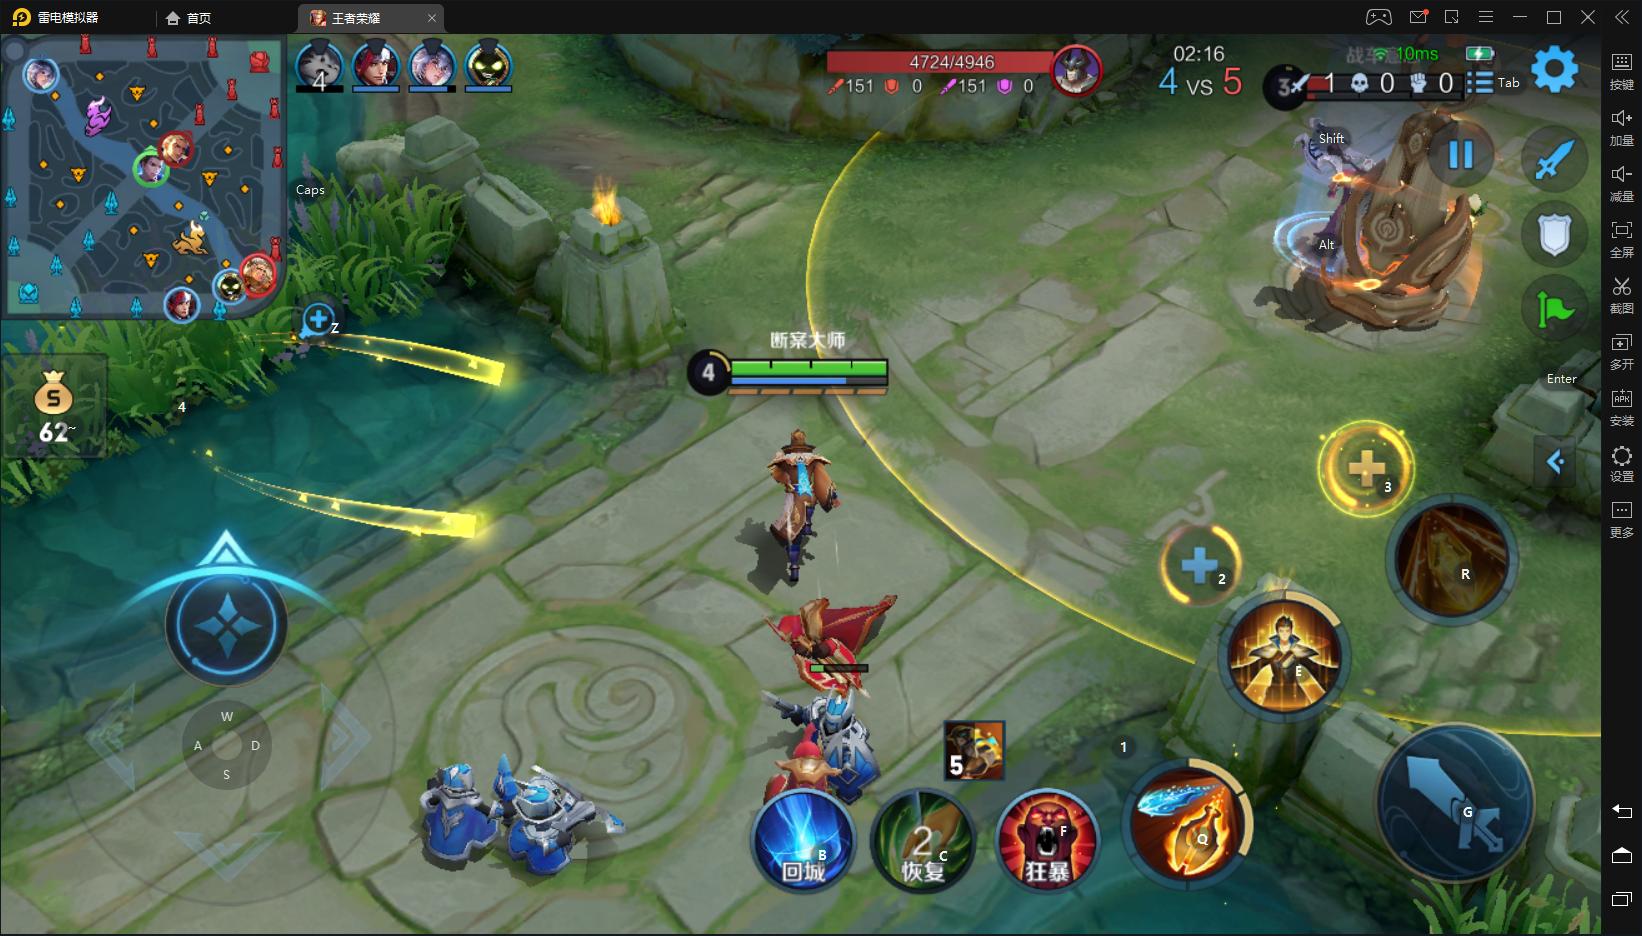 雷电模拟器
首页
王者荣耀
4
4724/4946
151
0
151
0
02:16
4 VS 5
10ms
3
1
0
0
Tab
Shift
Caps
Alt
Z
断案大师
4
S
62
4
Enter
3
2
R
E
W
A
D
S
1
5
G
Q
B
回城
2
C
恢复
F
狂暴
按键
加量
减量
全屏
截图
多开
APK
安装
设置
更多